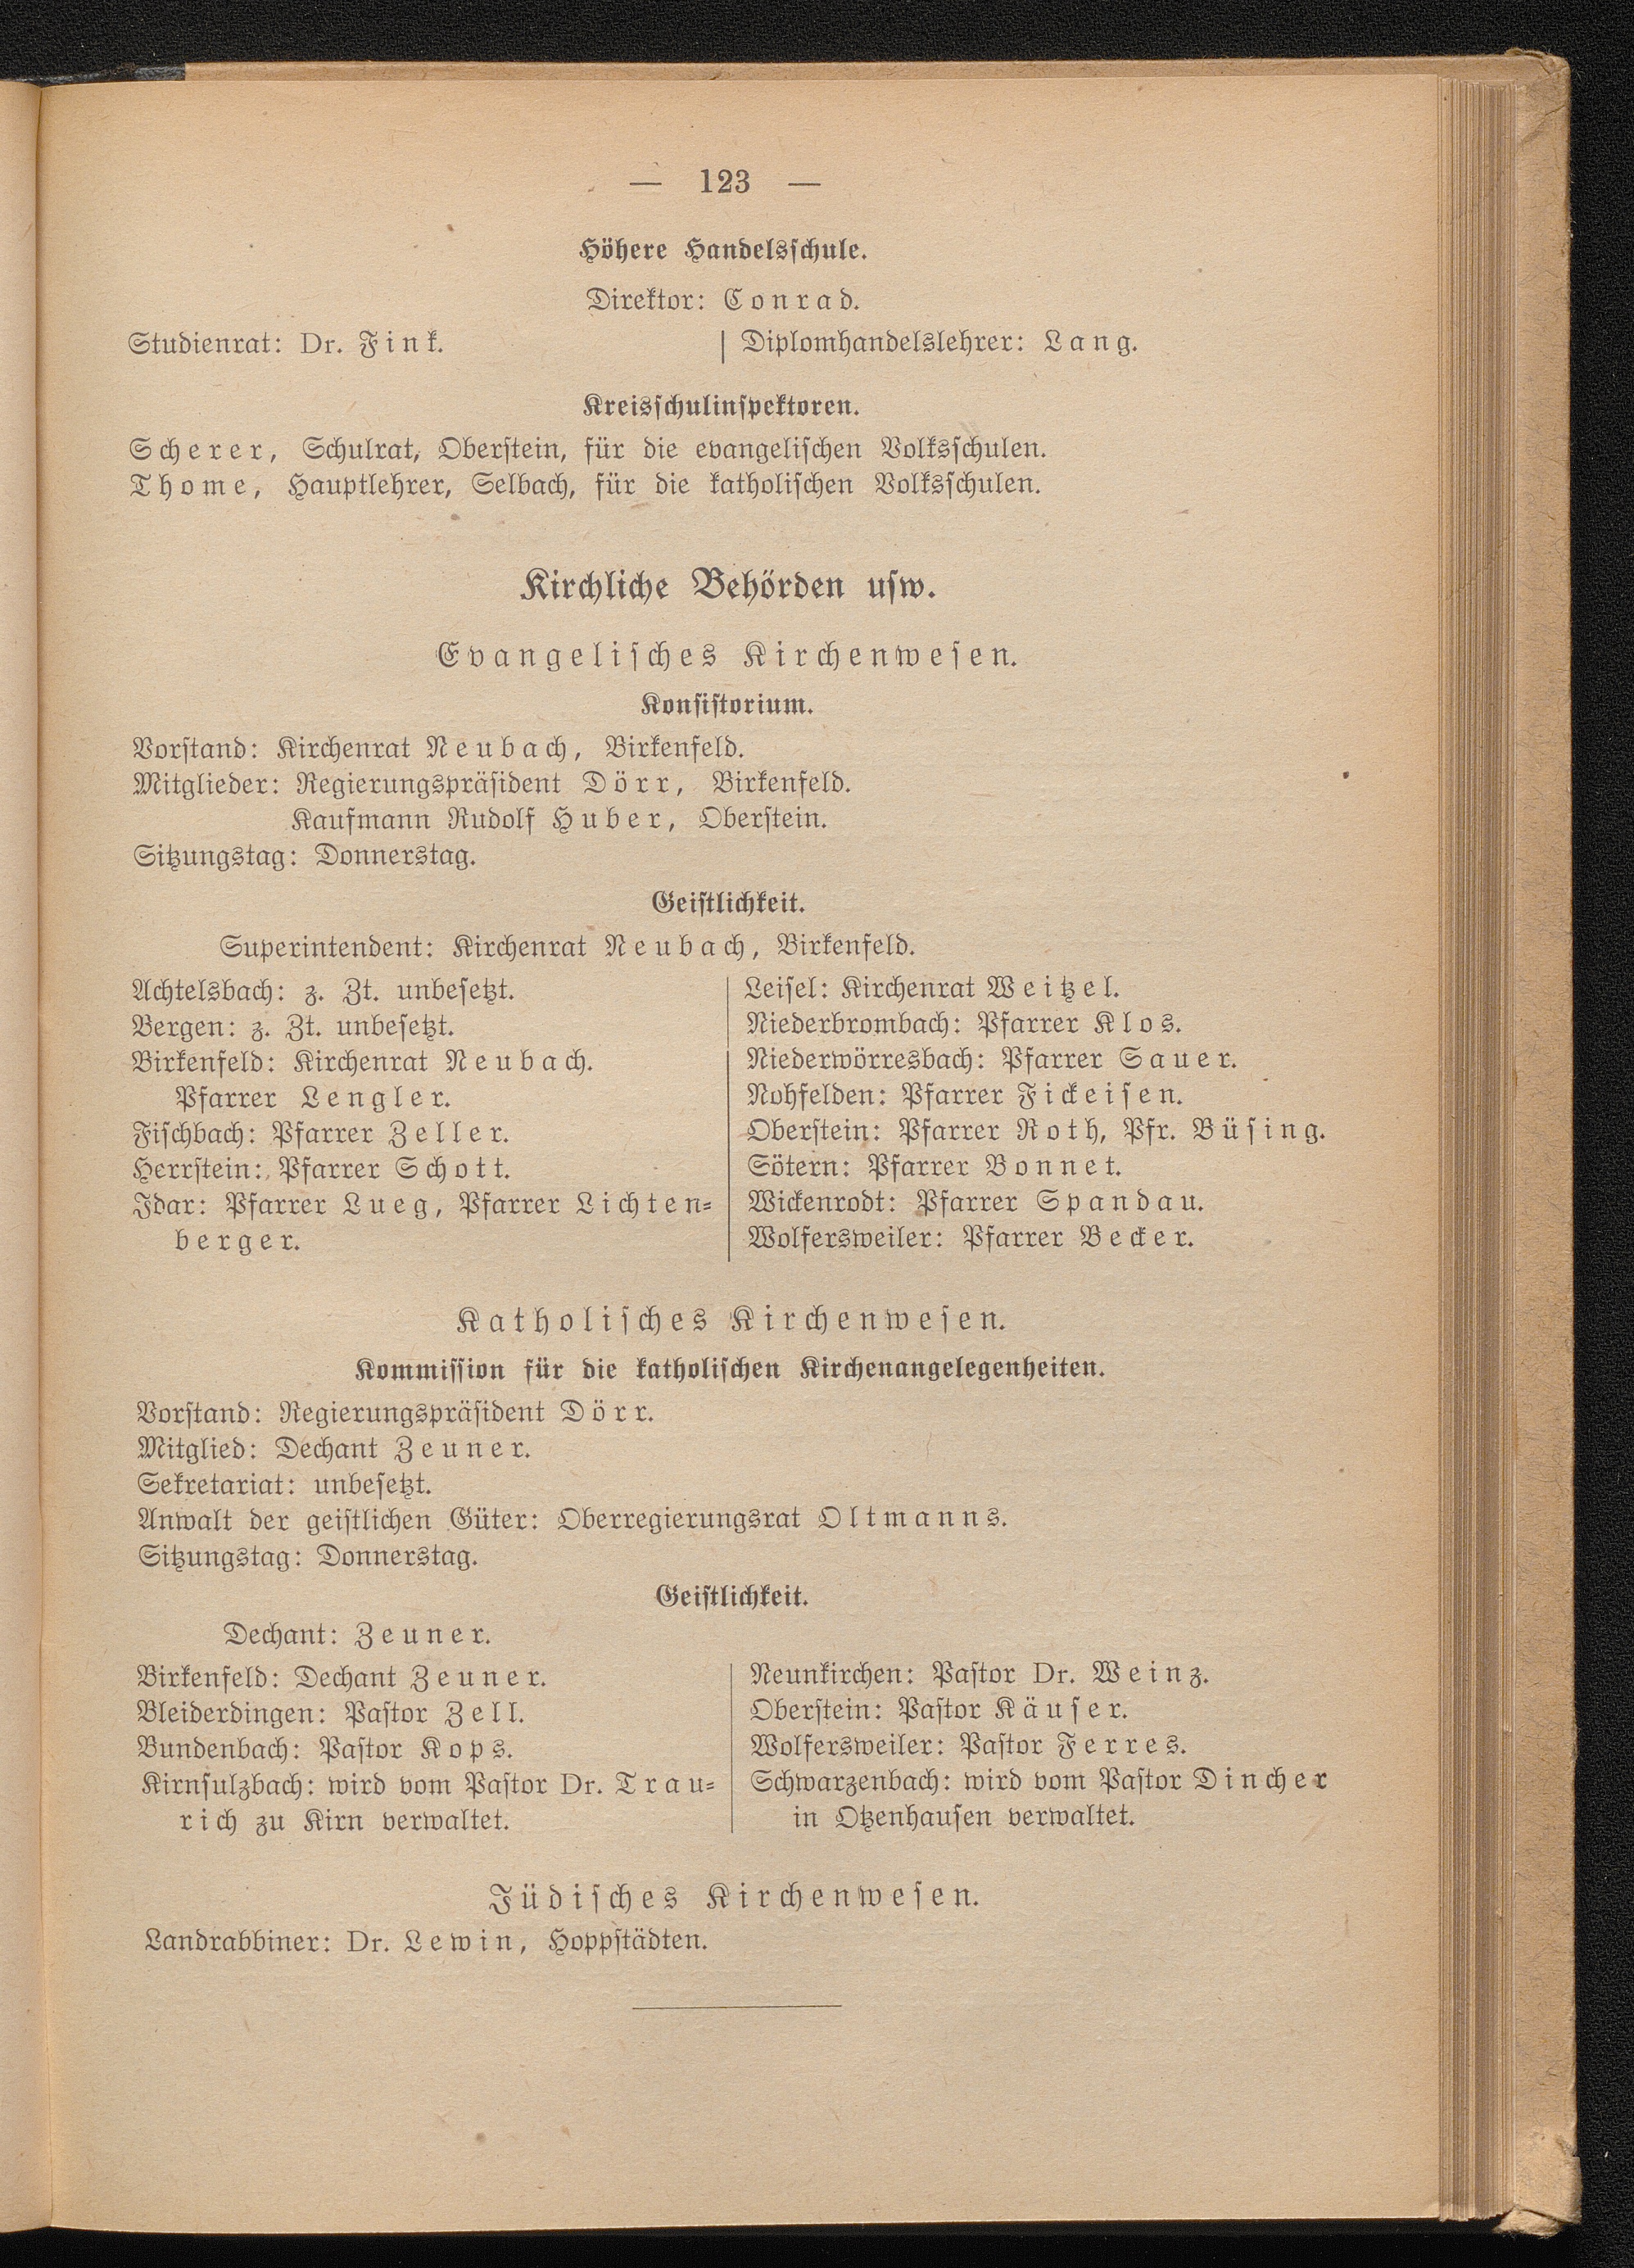 — 123 —
Höhere Handelsschule.
Direktor: Conrad.
Studienrat: Dr. Fink.
Diplomhandelslehrer: Lang.
Kreisschulinspektoren.
Scherer, Schulrat, Oberstein, für die evangelischen Volksschulen.
Thome, Hauptlehrer, Selbach, für die katholischen Volksschulen.
Kirchliche Behörden usw.
Evangelisches Kirchenwesen.
Konsistorium.
Vorstand: Kirchenrat Neubach, Birkenfeld.
Mitglieder: Regierungspräsident Dörr, Birkenfeld.
Kaufmann Rudolf Huber, Oberstein.
Sitzungstag: Donnerstag.
Geistlichkeit.
Superintendent: Kirchenrat Neubach, Birkenfeld.
Achtelsbach: z. Zt. unbesetzt.
Bergen: z. Zt. unbesetzt.
Birkenfeld: Kirchenrat Neubach.
Pfarrer Lengler.
Fischbach: Pfarrer Zeller.
Herrstein: Pfarrer Schott.
Idar: Pfarrer Lueg, Pfarrer Lichten-
berger.
Leisel: Kirchenrat Weitzel.
Niederbrombach: Pfarrer Klos.
Niederwörresbach: Pfarrer Sauer.
Nohfelden: Pfarrer Fickeisen.
Oberstein: Pfarrer Roth, Pfr. Büsing.
Sötern: Pfarrer Bonnet.
Wickenrodt: Pfarrer Spandau.
Wolfersweiler: Pfarrer Becker.
Katholisches Kirchenwesen.
Kommission für die katholischen Kirchenangelegenheiten.
Vorstand: Regierungspräsident Dörr.
Mitglied: Dechant Zeuner.
Sekretariat: unbesetzt.
Anwalt der geistlichen Güter: Oberregierungsrat Oltmanns.
Sitzungstag: Donnerstag.
Geistlichkeit.
Dechant: Zeuner.
Birkenfeld: Dechant Zeuner.
Bleiderdingen: Pastor Zell.
Bundenbach: Pastor Kops.
Kirnsulzbach: wird vom Pastor Dr. Trau-
rich zu Kirn verwaltet.
Neunkirchen: Pastor Dr. Weinz.
Oberstein: Pastor Käuser.
Wolfersweiler: Pastor Ferres.
Schwarzenbach: wird vom Pastor Dincher
in Otzenhausen verwaltet.
Jüdisches Kirchenwesen.
Landrabbiner: Dr. Lewin, Hoppstädten.